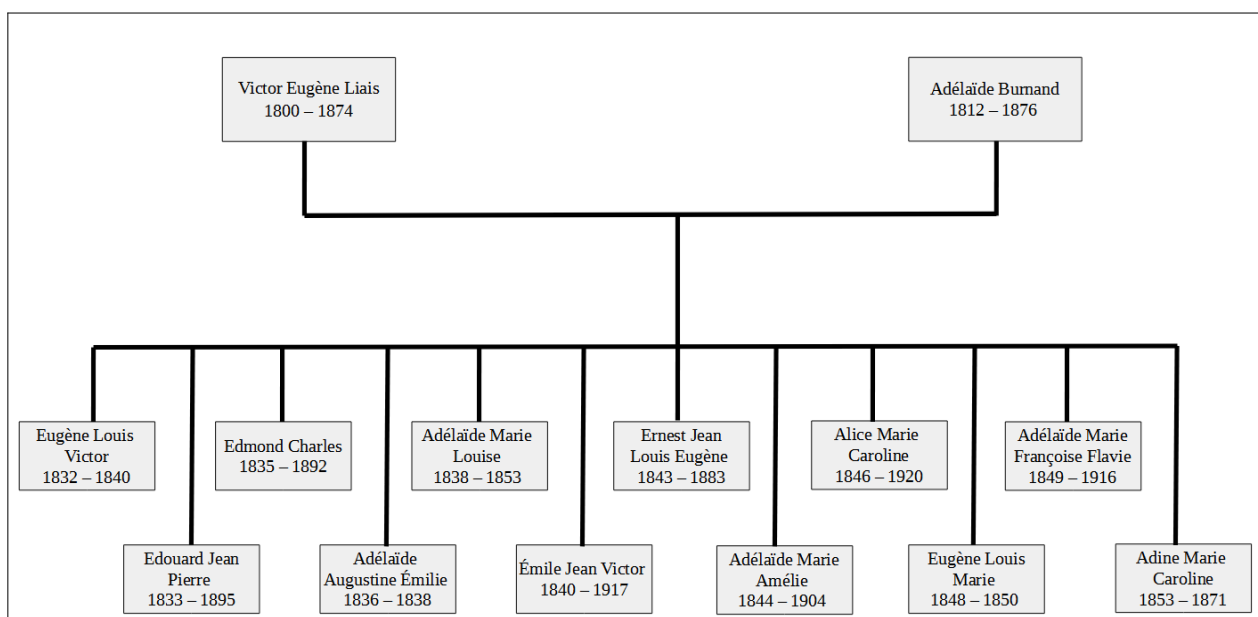 Victor Eugène Liais
1800 – 1874
Adélaïde Burnand
1812 – 1876
Eugène Louis
Victor
1832 – 1840
Edmond Charles
1835 – 1892
Adélaïde Marie
Louise
1838 – 1853
Ernest Jean
Louis Eugène
1843 – 1883
Alice Marie
Caroline
1846 – 1920
Adélaïde Marie
Françoise Flavie
1849 – 1916
Edouard Jean
Pierre
1833 – 1895
Adélaïde
Augustine Émilie
1836 – 1838
Émile Jean Victor
1840 – 1917
Adélaïde Marie
Amélie
1844 – 1904
Eugène Louis
Marie
1848 – 1850
Adine Marie
Caroline
1853 – 1871